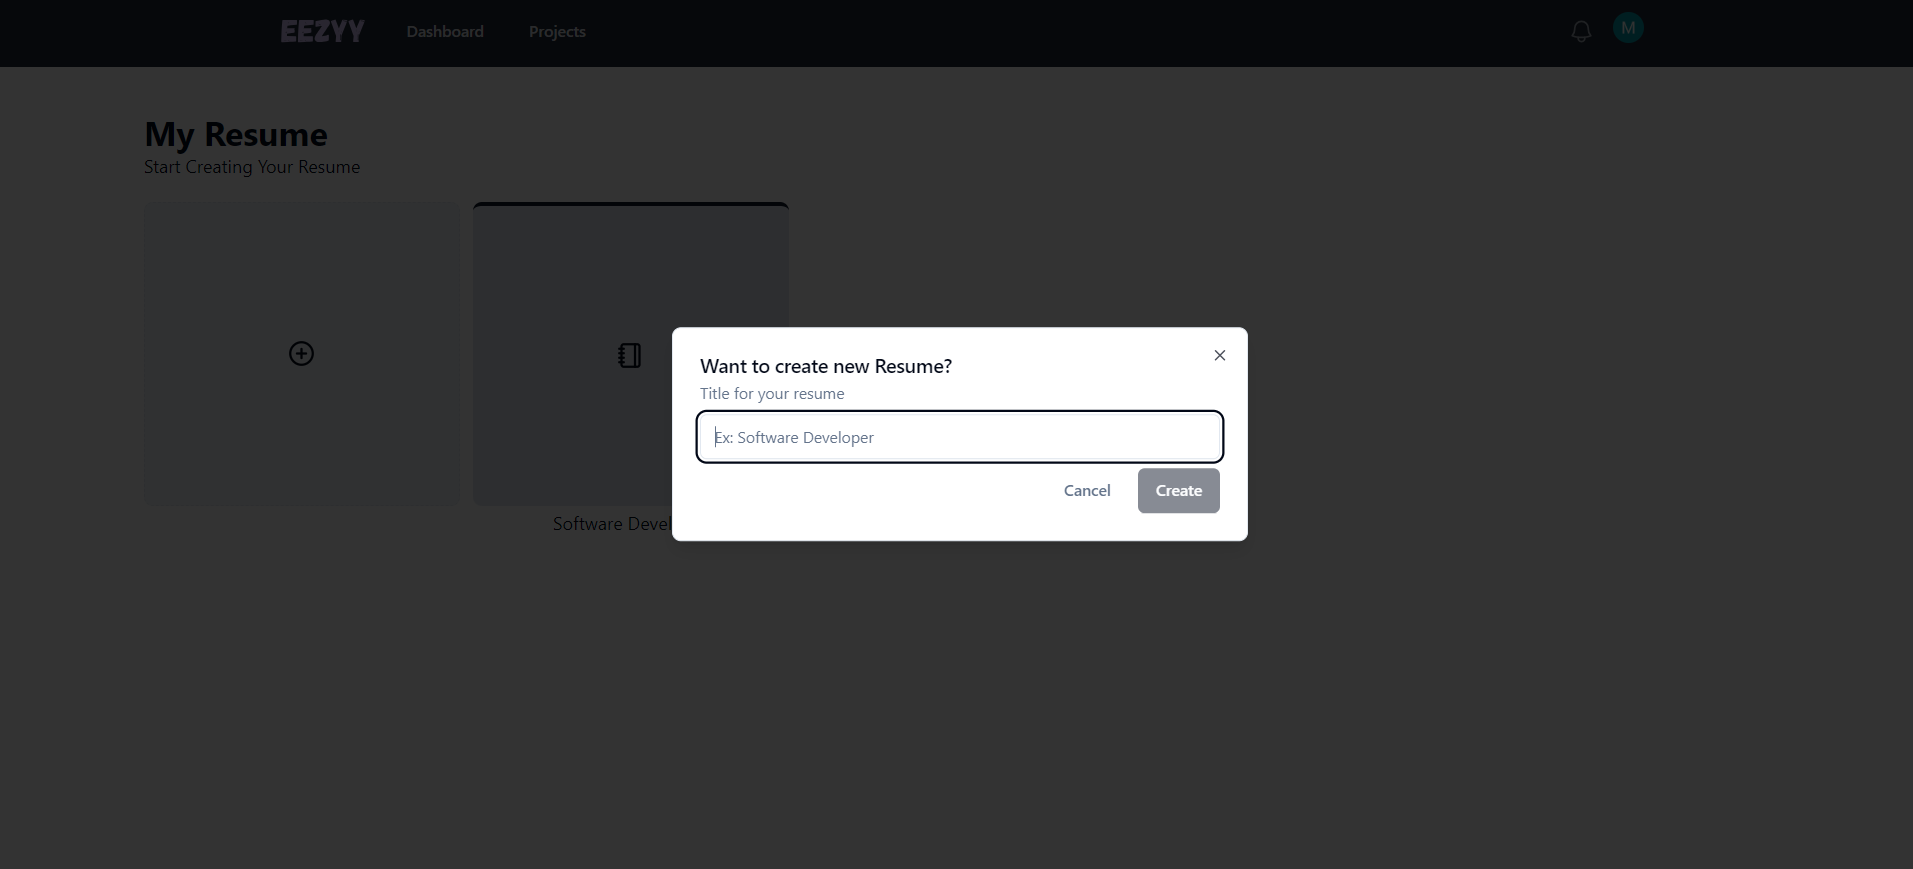 EEZYY Dashboard Projects M
My Resume
Start Creating Your Resume
Want to create new Resume?
Title for your resume
Ex: Software Developer
Cancel Create
Software Devel